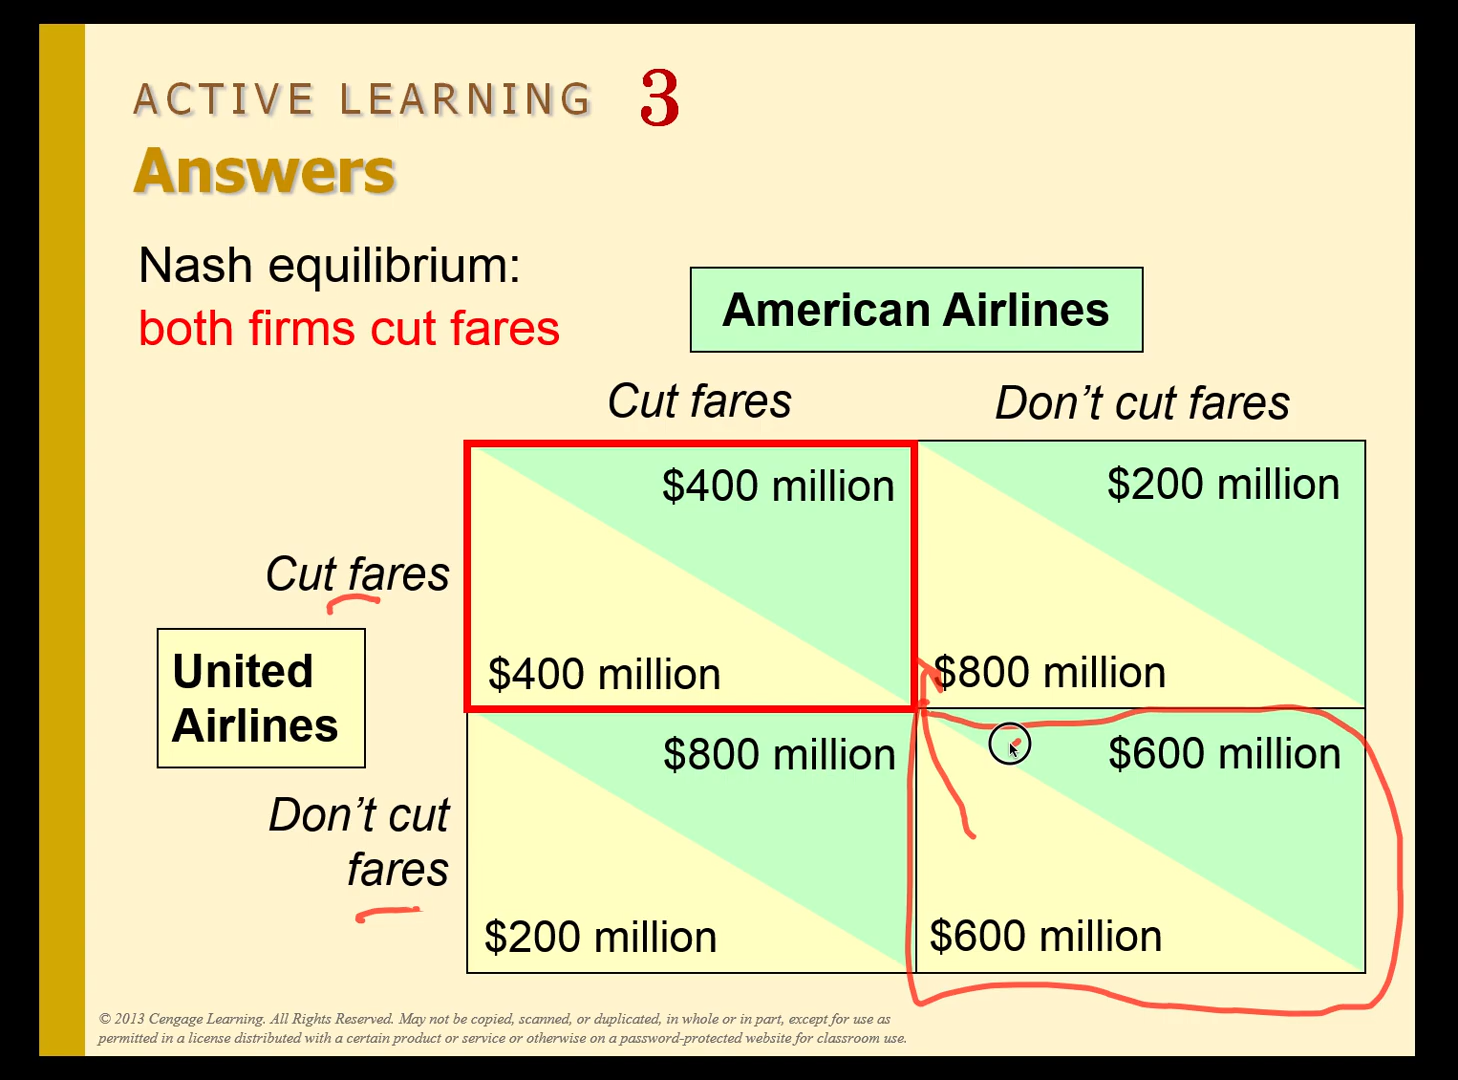 ACTIVE LEARNING 3
Answers
Nash equilibrium:
both firms cut fares
American Airlines
Cut fares
Don’t cut fares
Cut fares
$400 million
$400 million
$200 million
$800 million
United
Airlines
Don’t cut
fares
$800 million
$200 million
$600 million
$600 million
© 2013 Cengage Learning. All Rights Reserved. May not be copied, scanned, or duplicated, in whole or in part, except for use as
permitted in a license distributed with a certain product or service or otherwise on a password-protected website for classroom use.